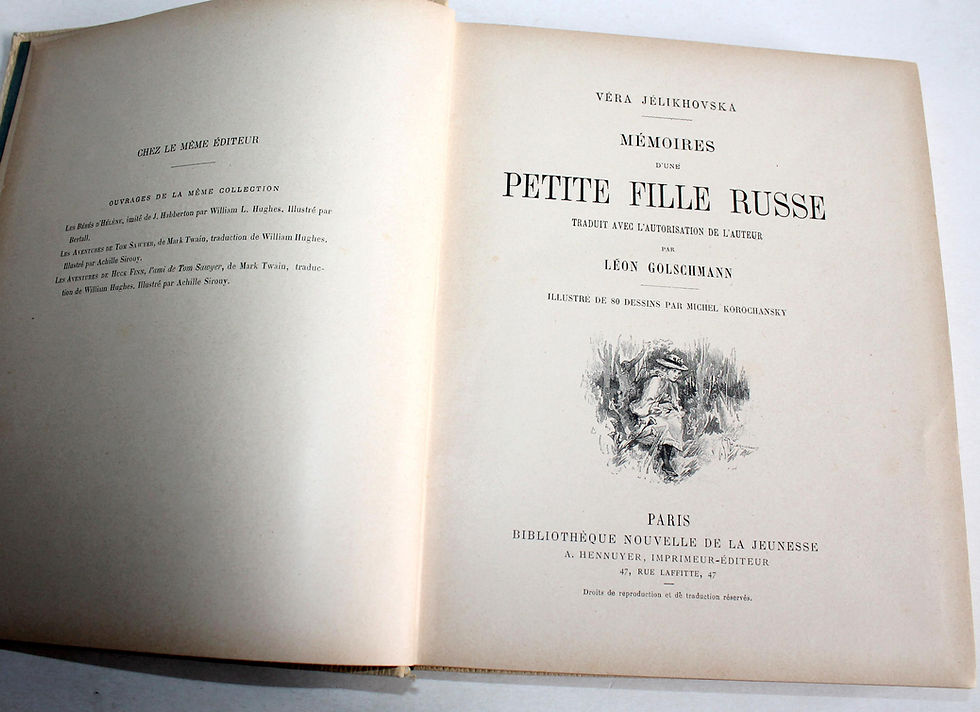 CHEZ LE MÊME ÉDITEUR
OUVRAGES DE LA MÊME COLLECTION
LES BÉBÉS D'HÉLÈNE, imité de J. Habberton par William L. Hughes. Illustré par
Bertall.
LES AVENTURES DE TOM SAWYER, de Mark Twain, traduction de William Hughes.
Illustré par Achille Sirouy.
LES AVENTURES DE HUCK FINN, l'ami de Tom Sawyer, de Mark Twain, traduc-
tion de William Hughes. Illustré par Achille Sirouy.
VÉRA JÉLIKHOVSKA
MÉMOIRES
D'UNE
PETITE FILLE RUSSE
TRADUIT AVEC L'AUTORISATION DE L'AUTEUR
PAR
LÉON GOLSCHMANN
ILLUSTRÉ DE 80 DESSINS PAR MICHEL KOROCHANSKY
PARIS
BIBLIOTHÈQUE NOUVELLE DE LA JEUNESSE
A. HENNUYER, IMPRIMEUR-ÉDITEUR
47, RUE LAFFITTE, 47
Droits de reproduction et de traduction réservés.